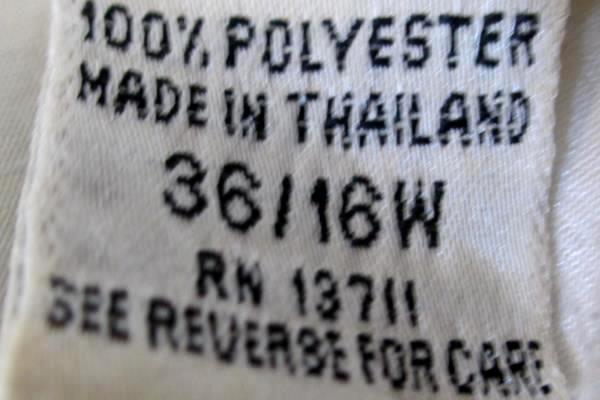 100% POLYESTER
MADE IN THAILAND
36/16W
RN 13711
SEE REVERSE FOR CARE